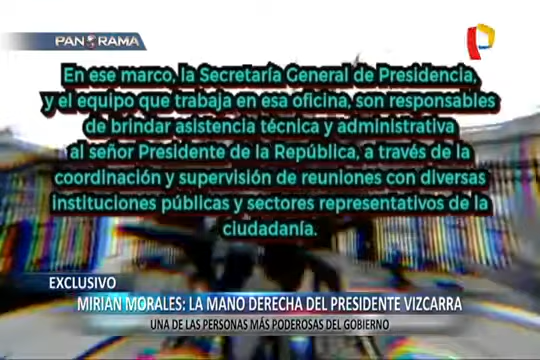 PANORAMA
En ese marco, la Secretaría General de Presidencia,
y el equipo que trabaja en esa oficina, son responsables
de brindar asistencia técnica y administrativa
al señor Presidente de la República, a través de la
coordinación y supervisión de reuniones con diversas
instituciones públicas y sectores representativos de la
ciudadanía.
EXCLUSIVO
MIRIAN MORALES: LA MANO DERECHA DEL PRESIDENTE VIZCARRA
UNA DE LAS PERSONAS MÁS PODEROSAS DEL GOBIERNO